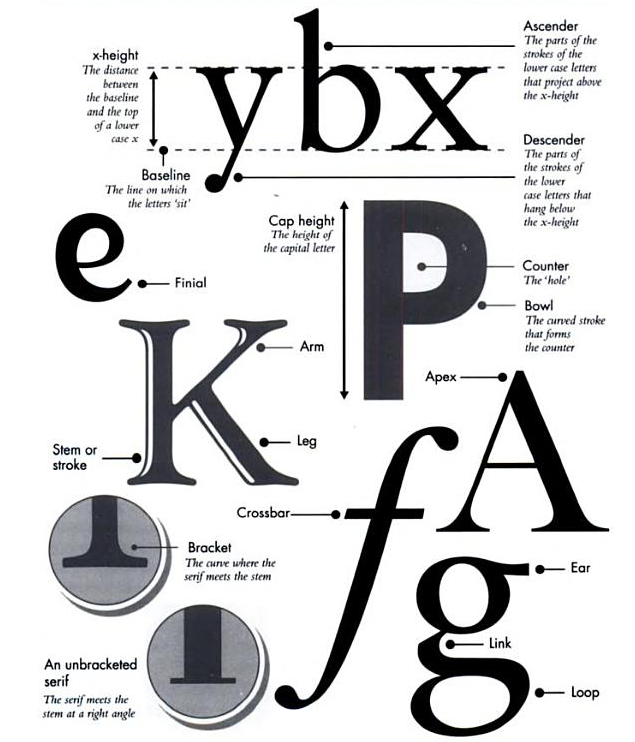 x-height
The distance
between
the baseline
and the top
of a lower
case x
ybx
Ascender
The parts of the
strokes of the
lower case letters
that project above
the x-height
Baseline
The line on which
the letters 'sit'
Descender
The parts of
the strokes of
the lower
case letters that
hang below
the x-height
e
Finial
Cap height
The height of
the capital letter
P
Counter
The 'hole'
Bowl
The curved stroke
that forms
the counter
K
Arm
Leg
Stem or
stroke
Apex
A
f
Crossbar
Bracket
The curve where the
serif meets the stem
An unbracketed
serif
The serif meets the
stem at a right angle
g
Ear
Link
Loop